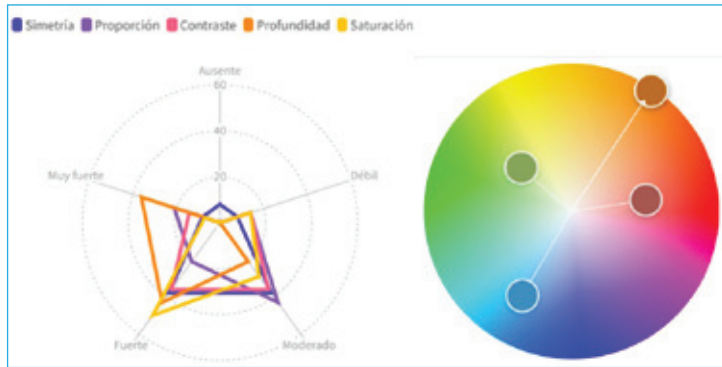 Simetría Proporción Contraste Profundidad Saturación
Ausente
60
40
20
Muy fuerte
Débil
Fuerte
Moderado